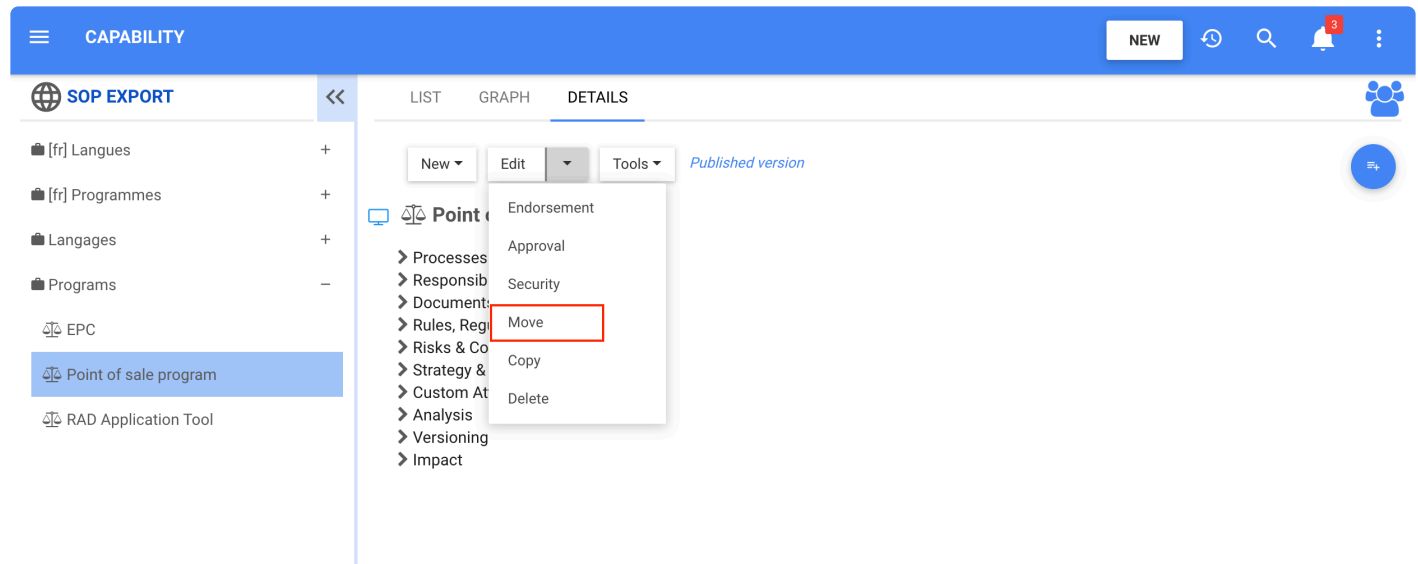 CAPABILITY
NEW
3
SOP EXPORT
[fr] Langues
[fr] Programmes
Langages
Programs
EPC
Point of sale program
RAD Application Tool
LIST GRAPH DETAILS
New Edit Tools Published version
Point o
Processes
Responsib
Documents
Rules, Regu
Risks & Co
Strategy &
Custom At
Analysis
Versioning
Impact
Endorsement
Approval
Security
Move
Copy
Delete